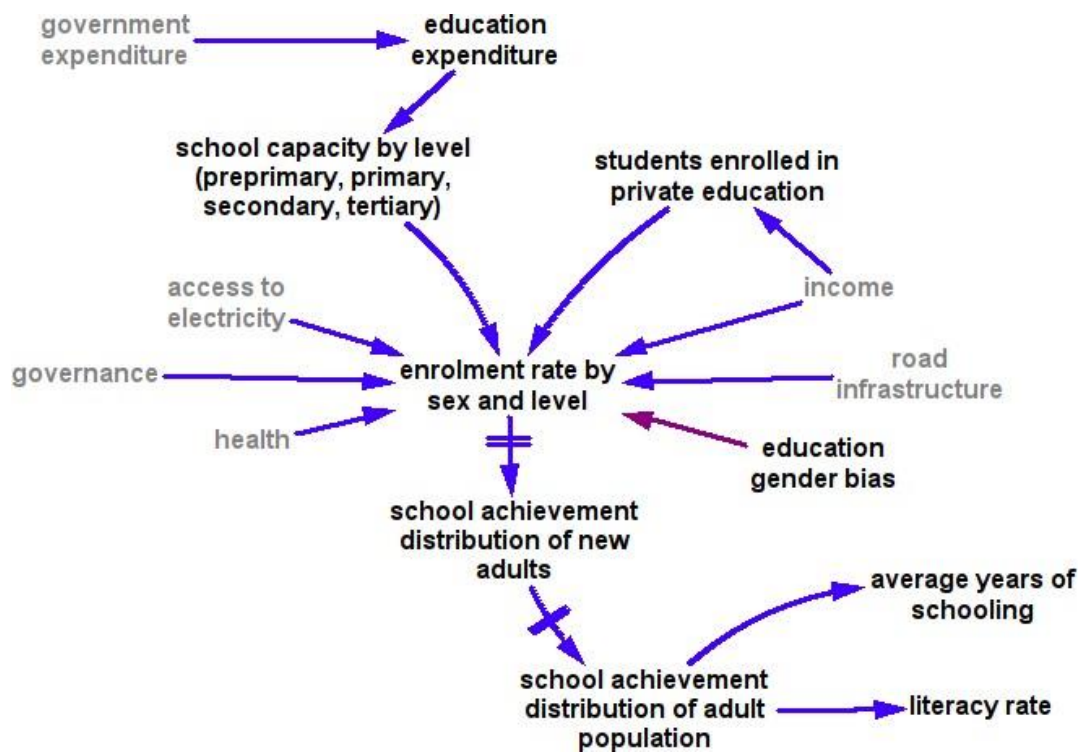 government
expenditure
education
expenditure
school capacity by level
(preprimary, primary,
secondary, tertiary)
students enrolled in
private education
access to
electricity
income
governance
enrolment rate by
sex and level
road
infrastructure
health
education
gender bias
school achievement
distribution of new
adults
average years of
schooling
school achievement
distribution of adult
population
literacy rate